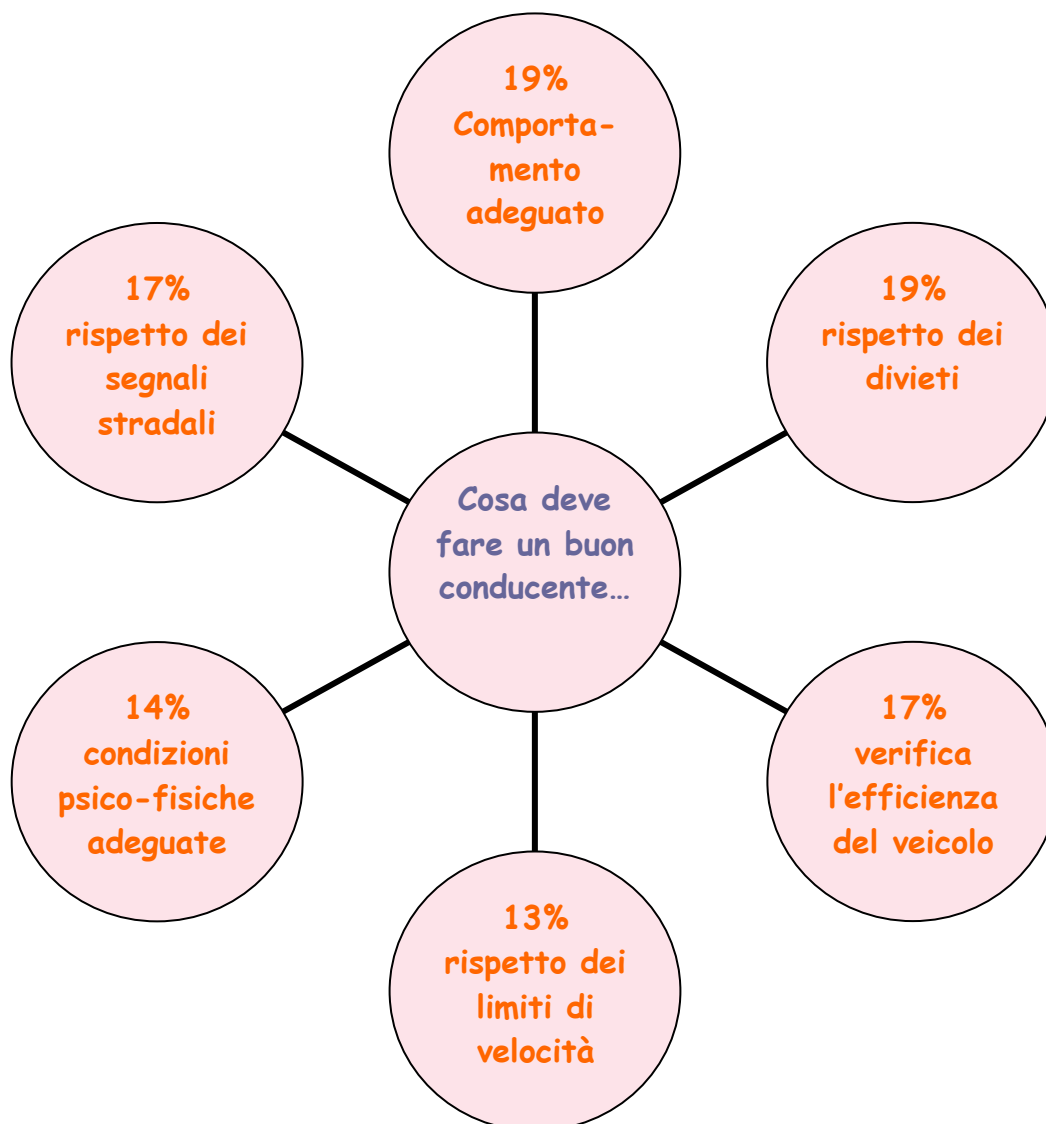 19%
Comporta-
mento
adeguato
17%
rispetto dei
segnali
stradali
19%
rispetto dei
divieti
Cosa deve
fare un buon
conducente…
14%
condizioni
psico-fisiche
adeguate
17%
verifica
l'efficienza
del veicolo
13%
rispetto dei
limiti di
velocità